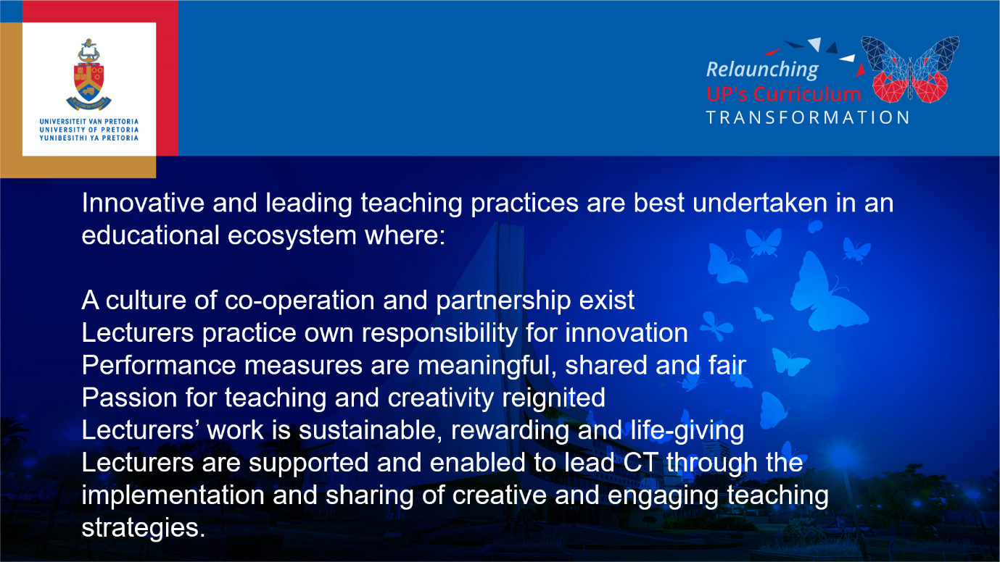 UNIVERSITEIT VAN PRETORIA
UNIVERSITY OF PRETORIA
YUNIBESITHI YA PRETORIA
Relaunching
UP's Curriculum
TRANSFORMATION
Innovative and leading teaching practices are best undertaken in an
educational ecosystem where:
A culture of co-operation and partnership exist
Lecturers practice own responsibility for innovation
Performance measures are meaningful, shared and fair
Passion for teaching and creativity reignited
Lecturers’ work is sustainable, rewarding and life-giving
Lecturers are supported and enabled to lead CT through the
implementation and sharing of creative and engaging teaching
strategies.